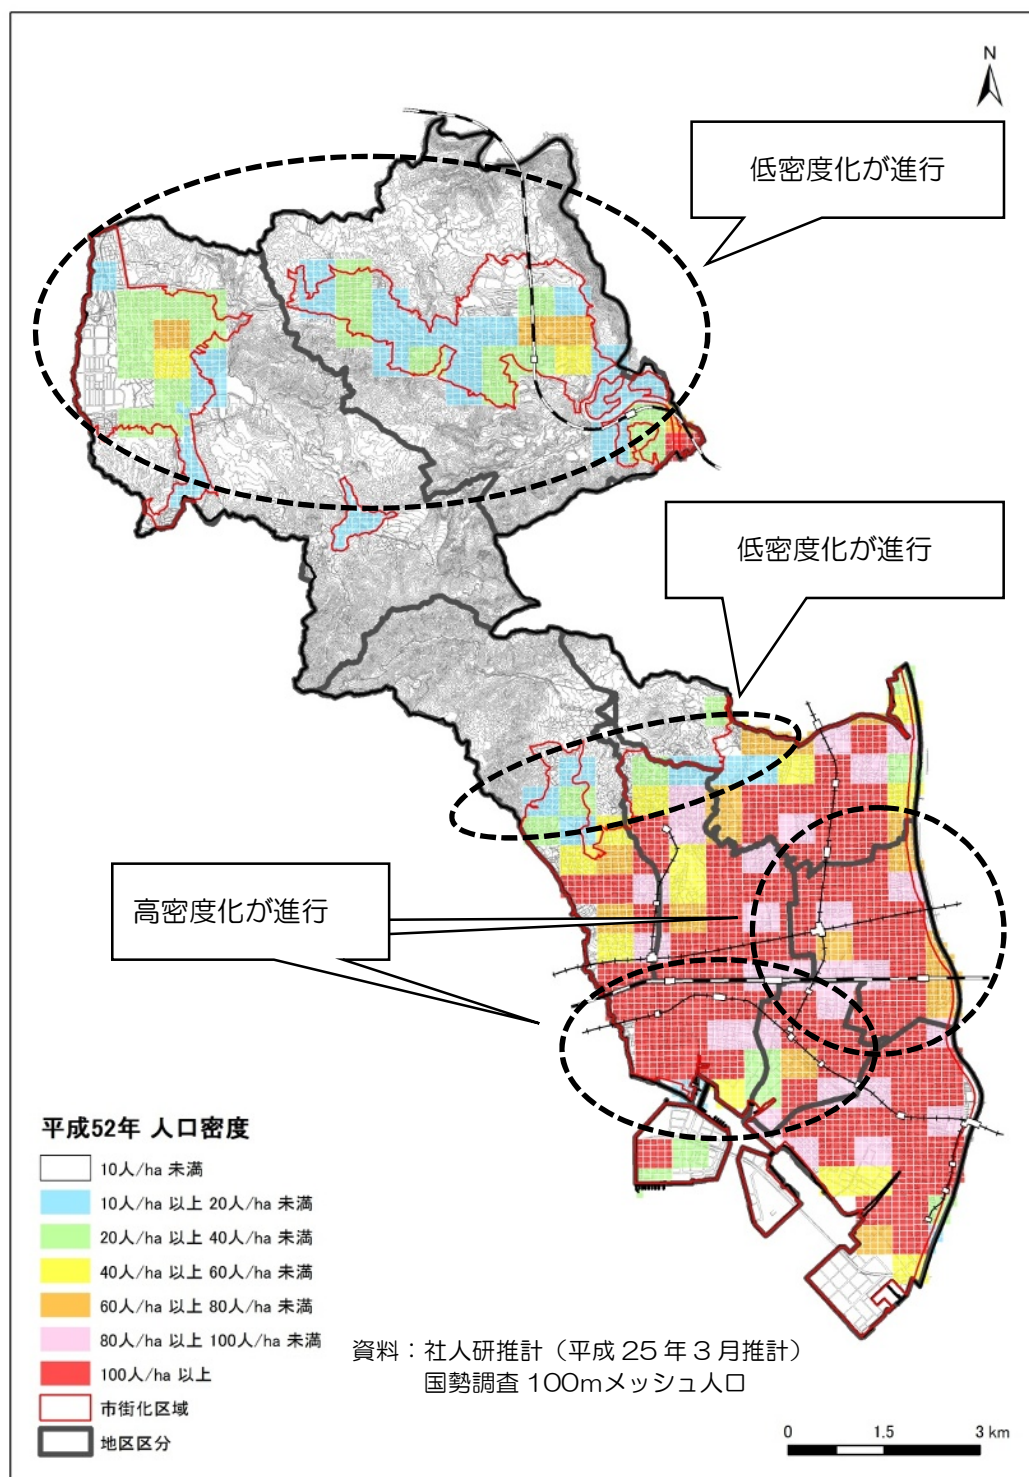 N
低密度化が進行
低密度化が進行
高密度化が進行
平成52年 人口密度
10人/ha 未満
10人/ha 以上 20人/ha 未満
20人/ha 以上 40人/ha 未満
40人/ha 以上 60人/ha 未満
60人/ha 以上 80人/ha 未満
80人/ha 以上 100人/ha 未満
100人/ha 以上
市街化区域
地区区分
資料：社人研推計（平成 25 年 3 月推計）
国勢調査 100mメッシュ人口
0 1.5 3 km